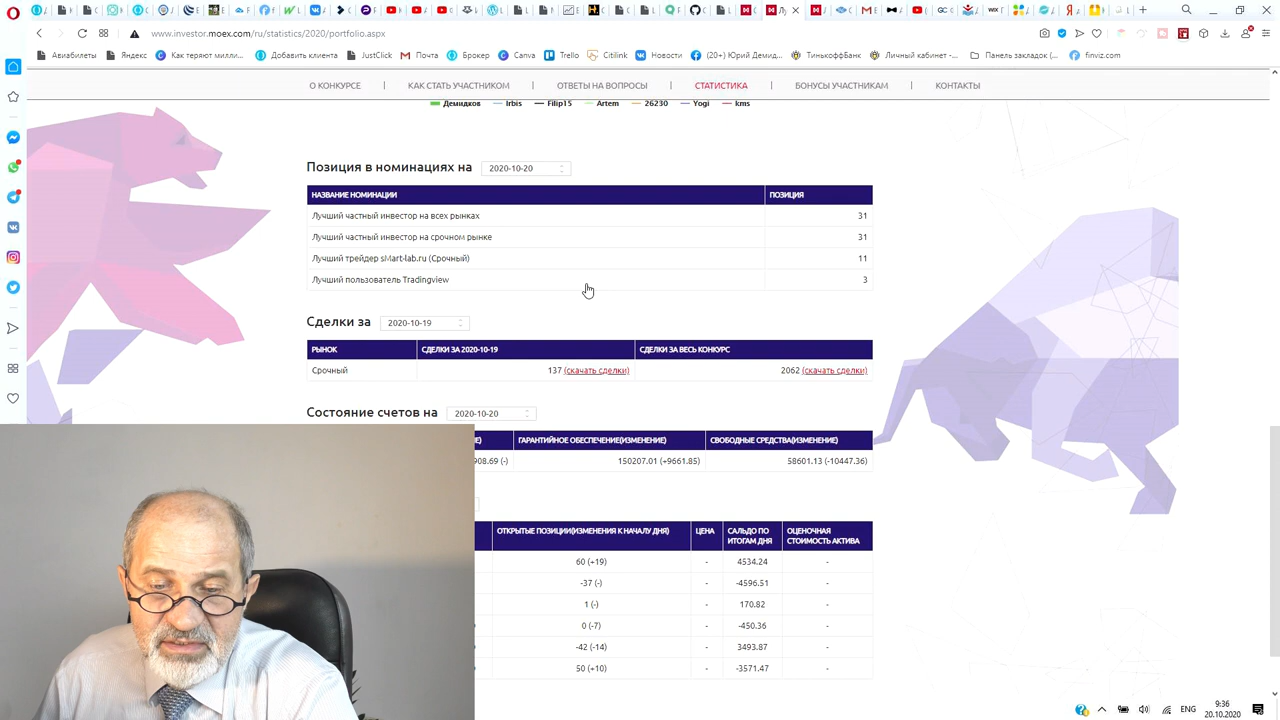 www.investor.moex.com/ru/statistics/2020/portfolio.aspx
Авиабилеты
Яндекс
Как теряют милли...
Добавить клиента
JustClick
Почта
Брокер
Canva
Trello
Citilink
Новости
(20+) Юрий Демид...
ТинькоффБанк
Личный кабинет -...
Панель закладок (...
finviz.com
О КОНКУРСЕ | КАК СТАТЬ УЧАСТНИКОМ | ОТВЕТЫ НА ВОПРОСЫ | СТАТИСТИКА | БОНУСЫ УЧАСТНИКАМ | КОНТАКТЫ
Демидков Irbis Filip15 Artem 26230 Yogi kms
Позиция в номинациях на 2020-10-20
НАЗВАНИЕ НОМИНАЦИИ ПОЗИЦИЯ
Лучший частный инвестор на всех рынках 31
Лучший частный инвестор на срочном рынке 31
Лучший трейдер sMart-lab.ru (Срочный) 11
Лучший пользователь Tradingview 3
Сделки за 2020-10-19
РЫНОК СДЕЛКИ ЗА 2020-10-19 СДЕЛКИ ЗА ВЕСЬ КОНКУРС
Срочный 137 (скачать сделки) 2062 (скачать сделки)
Состояние счетов на 2020-10-20
Е) ГАРАНТИЙНОЕ ОБЕСПЕЧЕНИЕ(ИЗМЕНЕНИЕ) СВОБОДНЫЕ СРЕДСТВА(ИЗМЕНЕНИЕ)
908.69 (-) 150207.01 (+9661.85) 58601.13 (-10447.36)
ОТКРЫТЫЕ ПОЗИЦИИ(ИЗМЕНЕНИЯ К НАЧАЛУ ДНЯ) ЦЕНА САЛЬДО ПО ИТОГАМ ДНЯ ОЦЕНОЧНАЯ СТОИМОСТЬ АКТИВА
60 (+19) - 4534.24 -
-37 (-) - -4596.51 -
1 (-) - 170.82 -
0 (-7) - -450.36 -
-42 (-14) - 3493.87 -
50 (+10) - -3571.47 -
ENG
9:36
20.10.2020